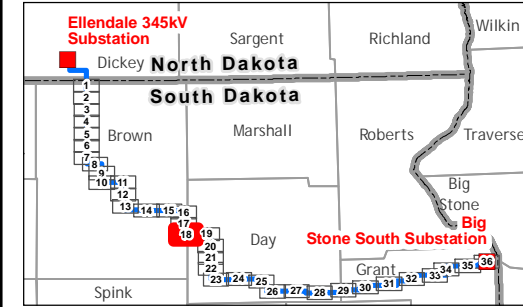 Ellendale 345kV
Substation
Wilkin
Sargent
Richland
Dickey
North Dakota
South Dakota
1
2
3
4
5
6
7
8
9
10
11
12
13
14
15
16
17
18
19
20
21
22
23
24
25
26
27
28
29
30
31
32
33
34
35
36
Brown
Marshall
Roberts
Traverse
Big
Stone
Big
Stone South Substation
Day
Grant
Spink